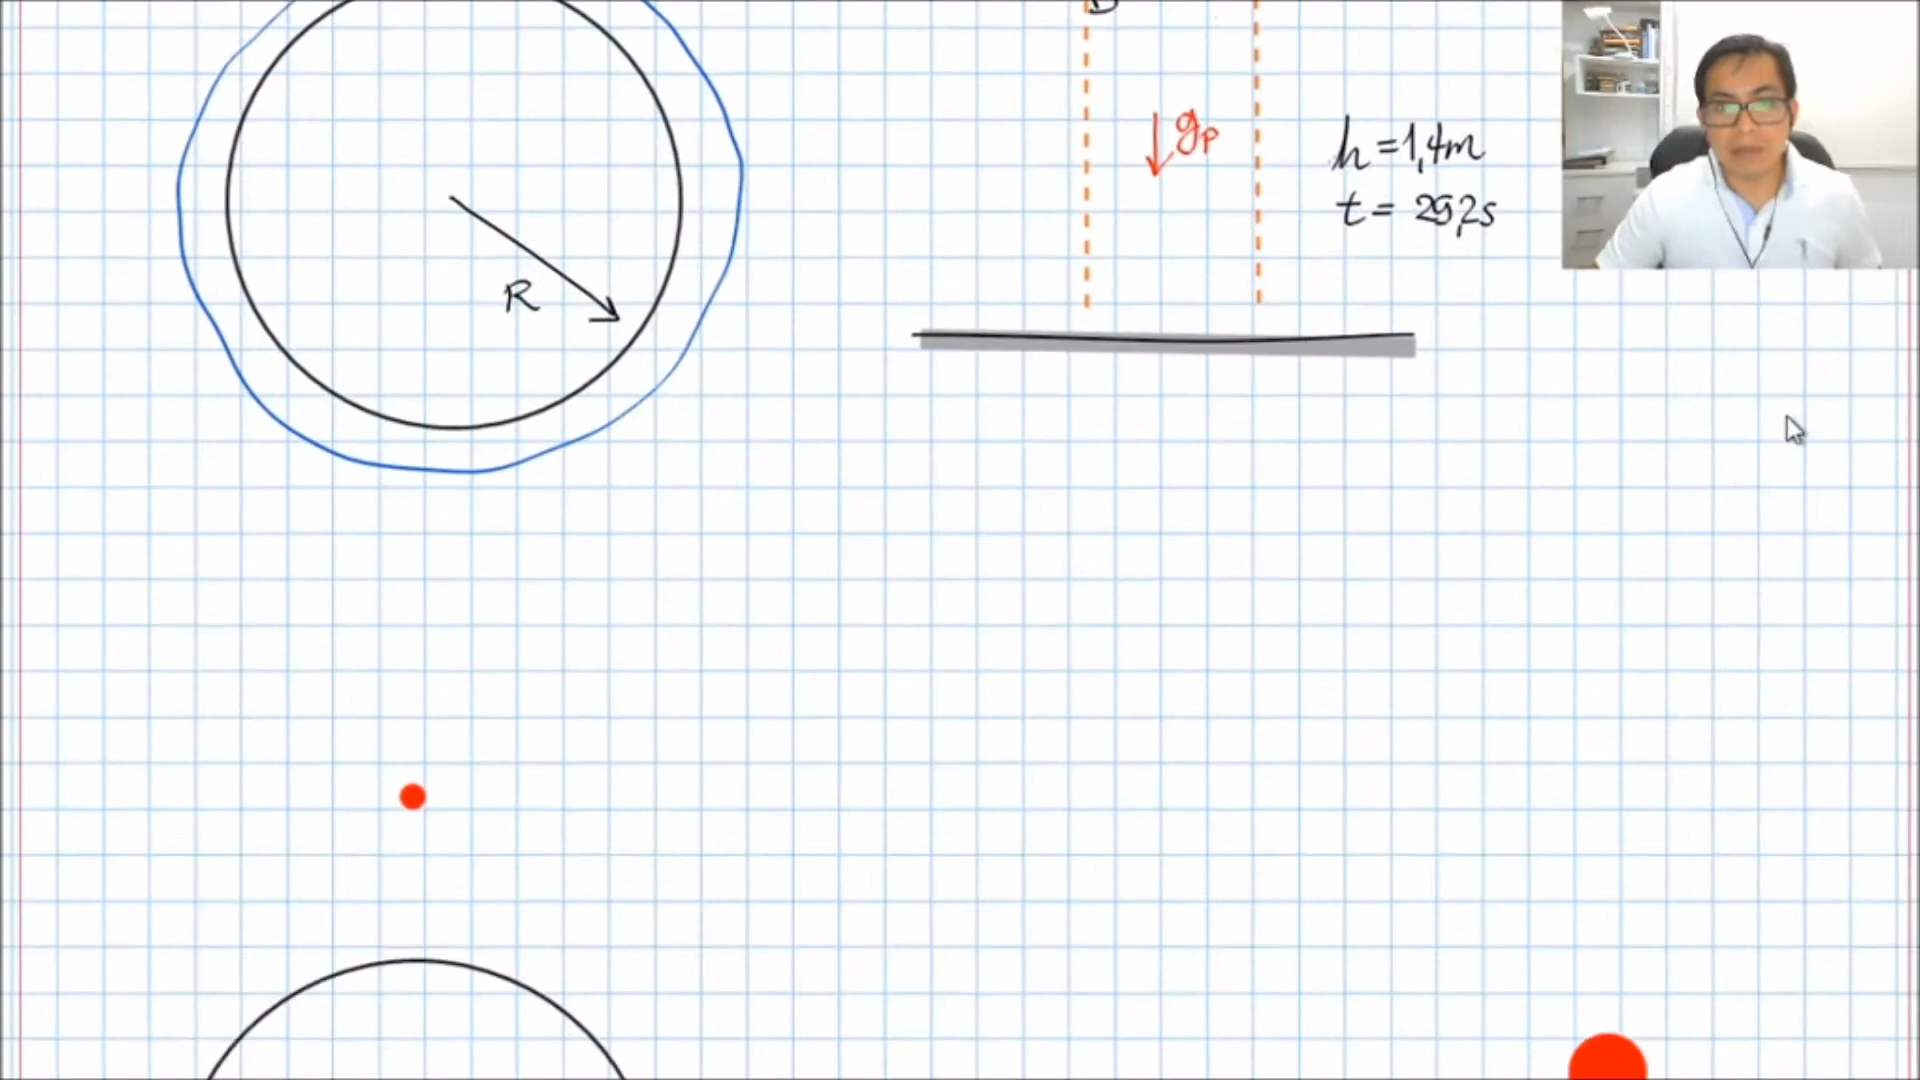 g_p
h = 1,4m
t = 29,2s
R